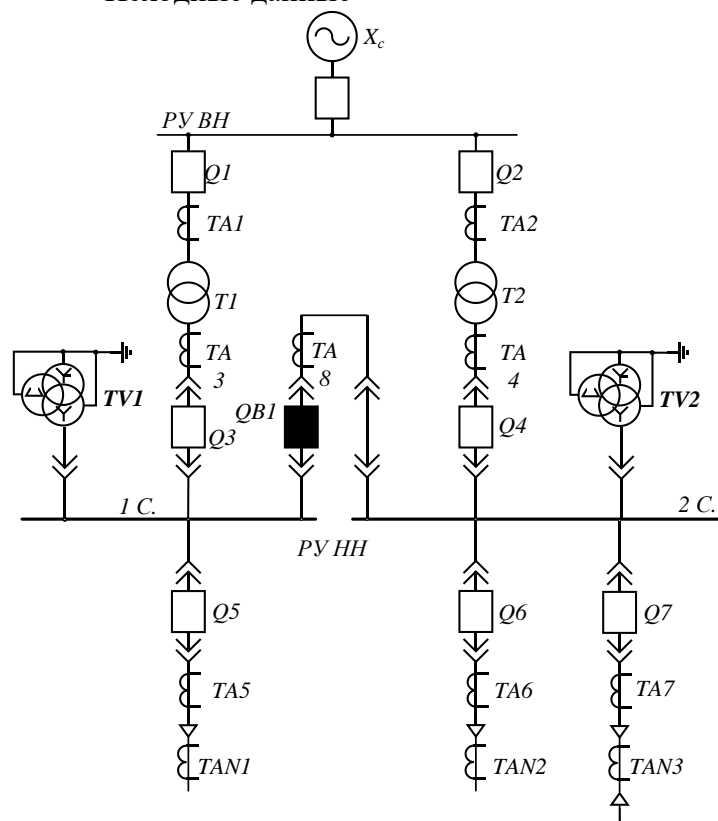 Исходные данные
Xc
РУ ВН
Q1
Q2
TA1
TA2
T1
T2
TA
3
TA
8
TA
4
TV1
QB1
TV2
Q3
Q4
1 С.
2 С.
РУ НН
Q5
Q6
Q7
TA5
TA6
TA7
TAN1
TAN2
TAN3